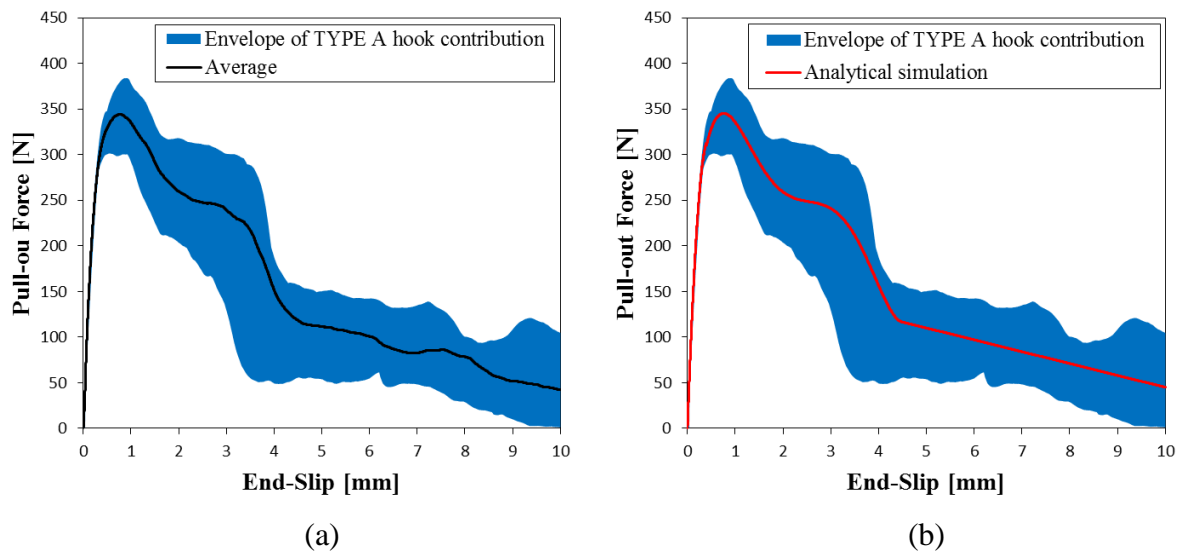 450
400
350
300
250
200
150
100
50
0
Pull-ou Force [N]
Envelope of TYPE A hook contribution
Average
0 1 2 3 4 5 6 7 8 9 10
End-Slip [mm]
(a)
450
400
350
300
250
200
150
100
50
0
Pull-out Force [N]
Envelope of TYPE A hook contribution
Analytical simulation
0 1 2 3 4 5 6 7 8 9 10
End-Slip [mm]
(b)